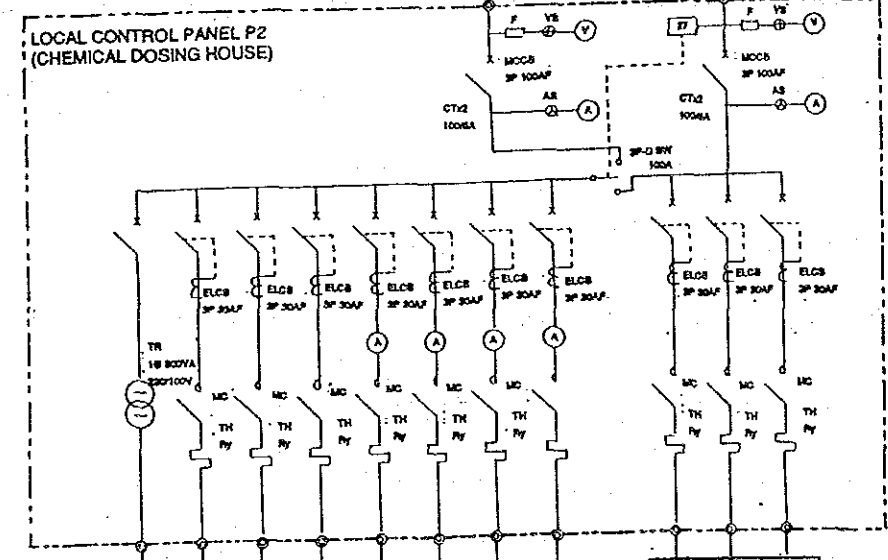 LOCAL CONTROL PANEL P2
(CHEMICAL DOSING HOUSE)
F VS V
27 F VS V
MCCB
3P 100AF
MCCB
3P 100AF
CTx2
100/5A
AS A
CTx2
100/5A
AS A
100A
ELCB
3P 30AF
ELCB
3P 30AF
ELCB
3P 30AF
ELCB
3P 30AF
ELCB
3P 30AF
ELCB
3P 30AF
ELCB
3P 30AF
ELCB
3P 30AF
ELCB
3P 30AF
ELCB
3P 30AF
A A A A
TR
220/100V
MC MC MC MC MC MC MC MC MC MC
TH TH TH TH TH TH TH TH TH TH
Ry Ry Ry Ry Ry Ry Ry Ry Ry Ry